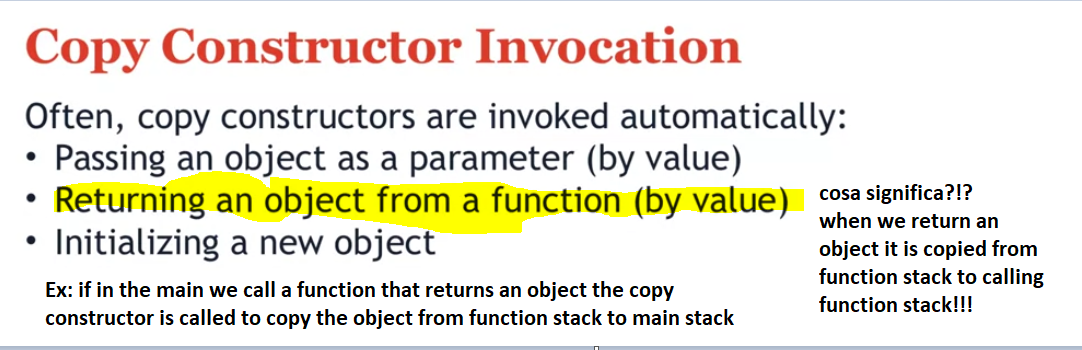 Copy Constructor Invocation
Often, copy constructors are invoked automatically:
• Passing an object as a parameter (by value)
• Returning an object from a function (by value)
• Initializing a new object
cosa significa?!?
when we return an
object it is copied from
function stack to calling
function stack!!!
Ex: if in the main we call a function that returns an object the copy
constructor is called to copy the object from function stack to main stack